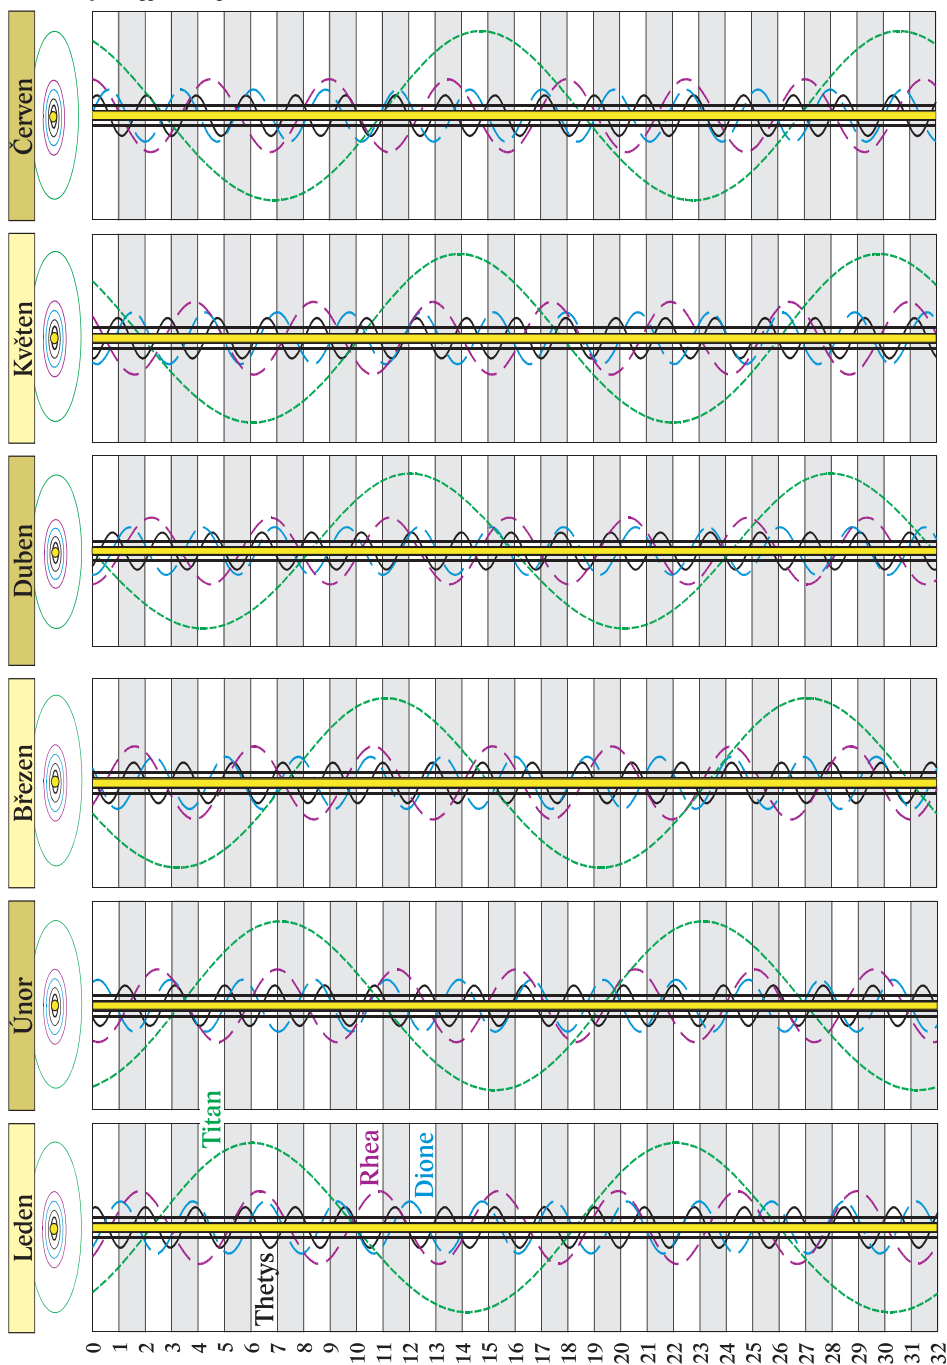 Leden
Únor
Březen
Duben
Květen
Červen
Titan
Rhea
Dione
Thetys
0 1 2 3 4 5 6 7 8 9 10 11 12 13 14 15 16 17 18 19 20 21 22 23 24 25 26 27 28 29 30 31 32